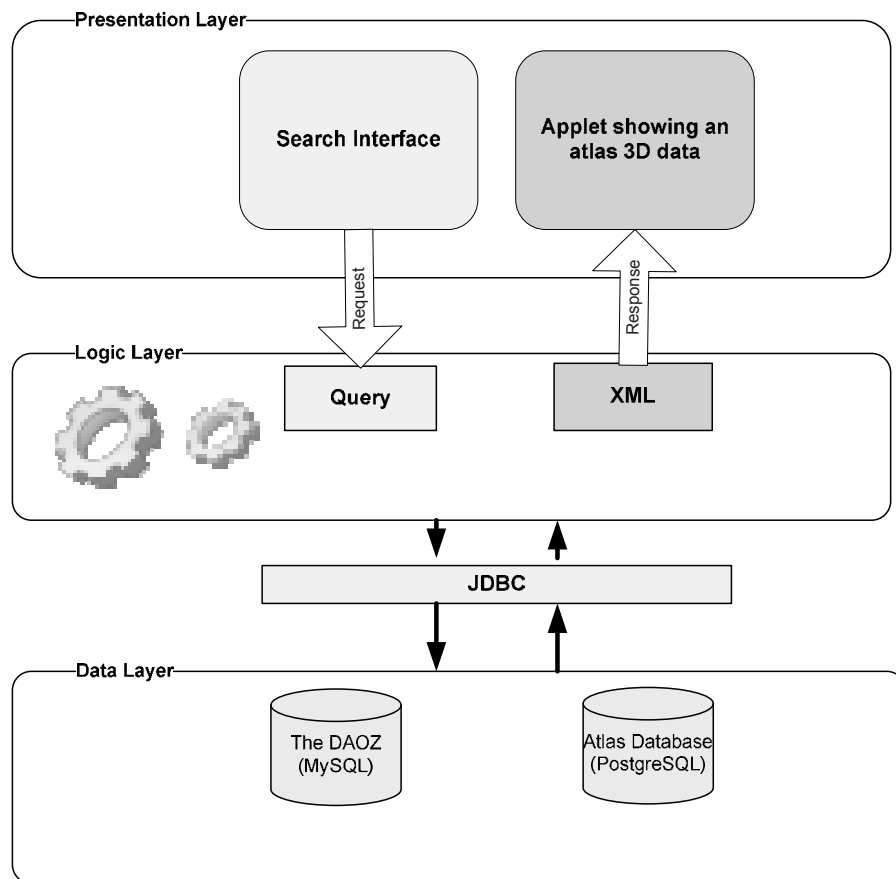 Presentation Layer
Search Interface
Applet showing an
atlas 3D data
Request
Response
Logic Layer
Query
XML
JDBC
Data Layer
The DAOZ
(MySQL)
Atlas Database
(PostgreSQL)